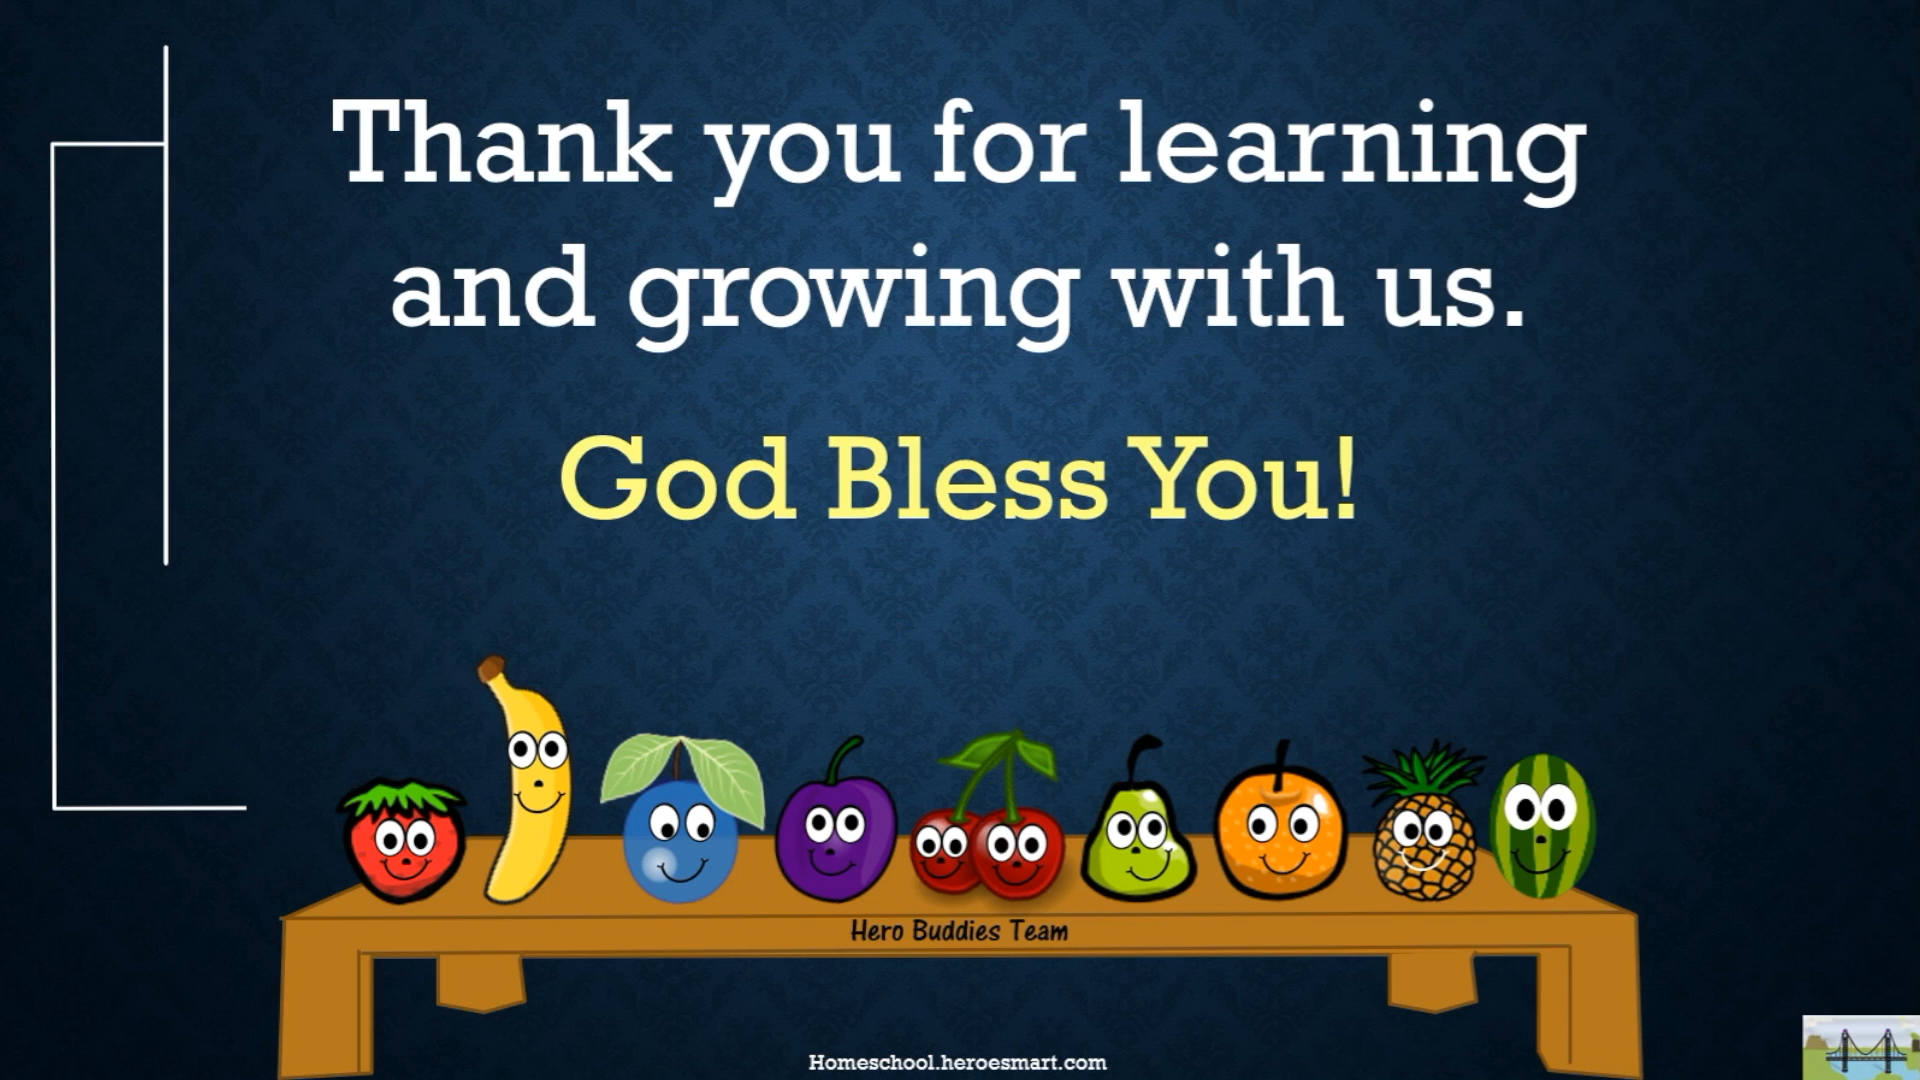 Thank you for learning
and growing with us.
God Bless You!
Hero Buddies Team
Homeschool.heroesmart.com